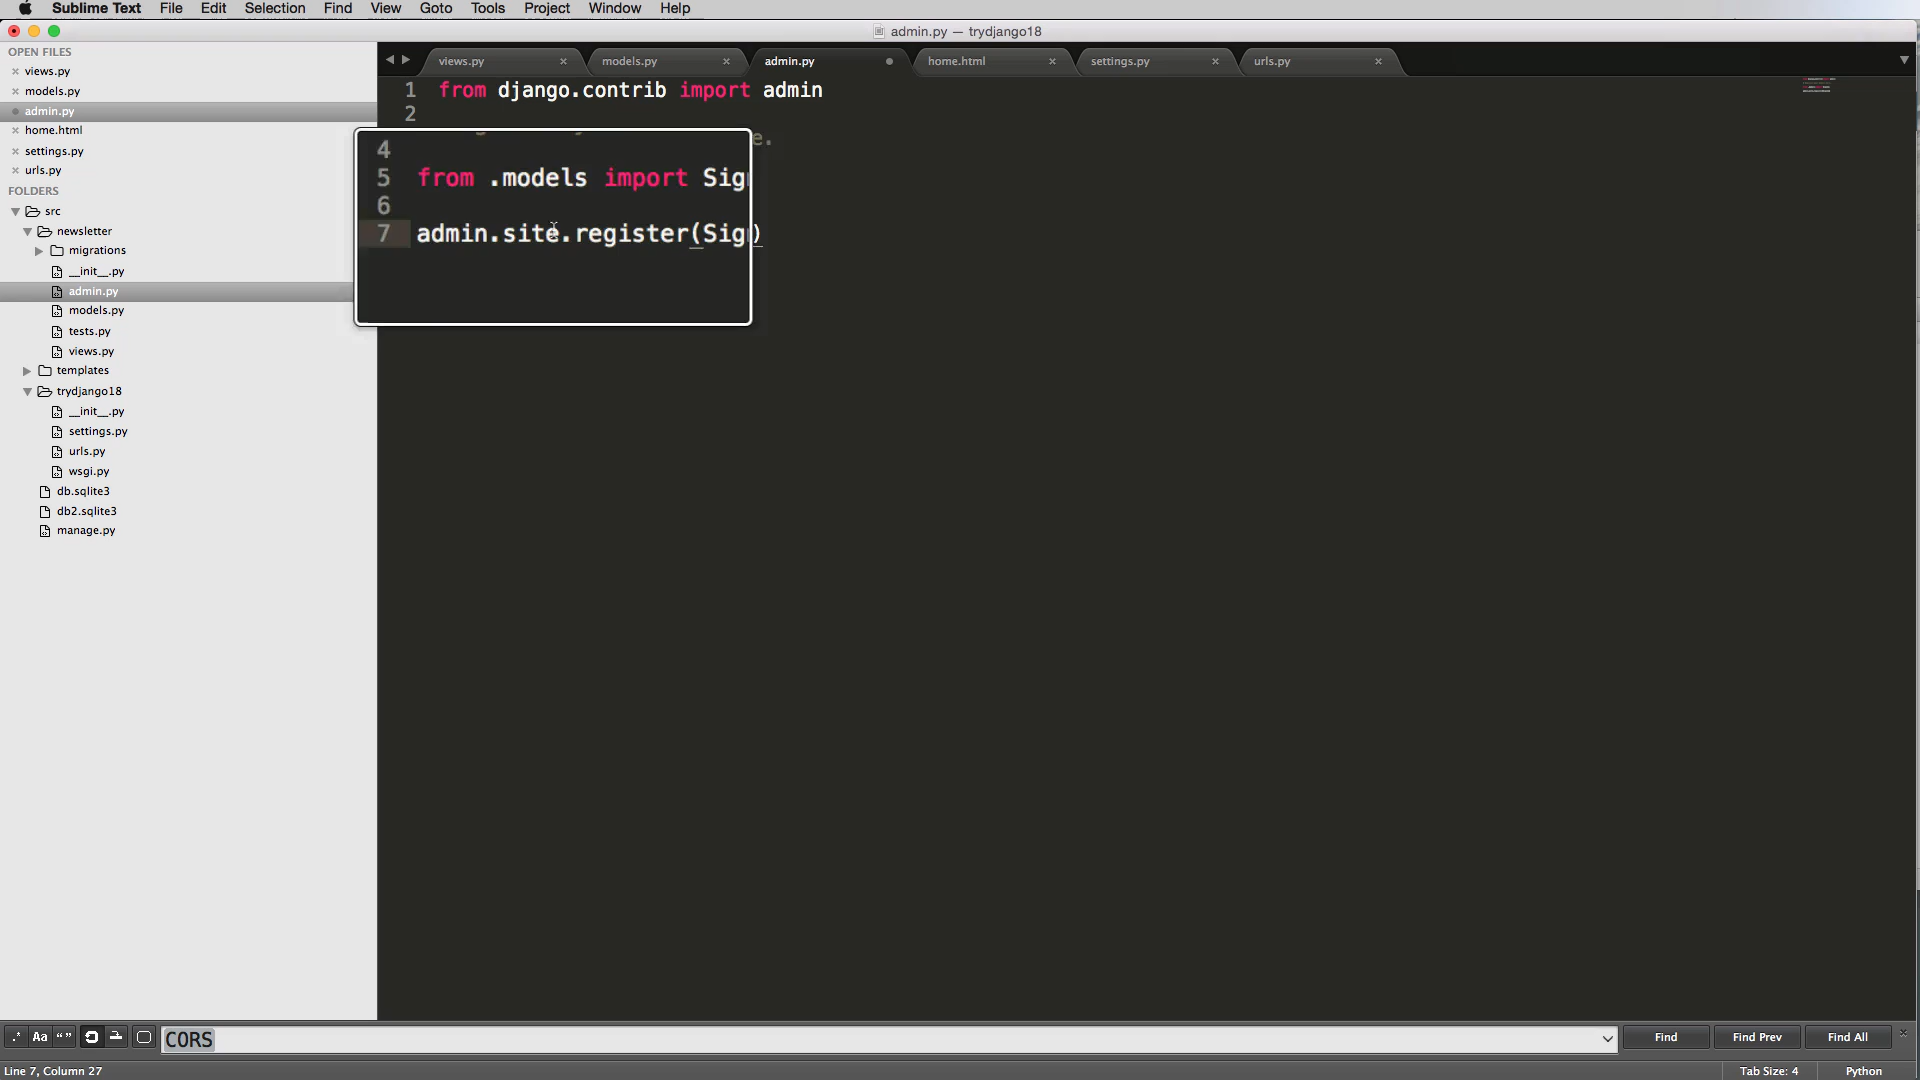 Sublime Text File Edit Selection Find View Goto Tools Project Window Help
admin.py — trydjango18
OPEN FILES
views.py
models.py
admin.py
home.html
settings.py
urls.py
FOLDERS
src
newsletter
migrations
__init__.py
admin.py
models.py
tests.py
views.py
templates
trydjango18
__init__.py
settings.py
urls.py
wsgi.py
db.sqlite3
db2.sqlite3
manage.py
views.py models.py admin.py home.html settings.py urls.py
1 from django.contrib import admin
2
e.
4
5 from .models import Sig
6
7 admin.site.register(Sig)
.* Aa “ ” CORS Find Find Prev Find All
Line 7, Column 27 Tab Size: 4 Python